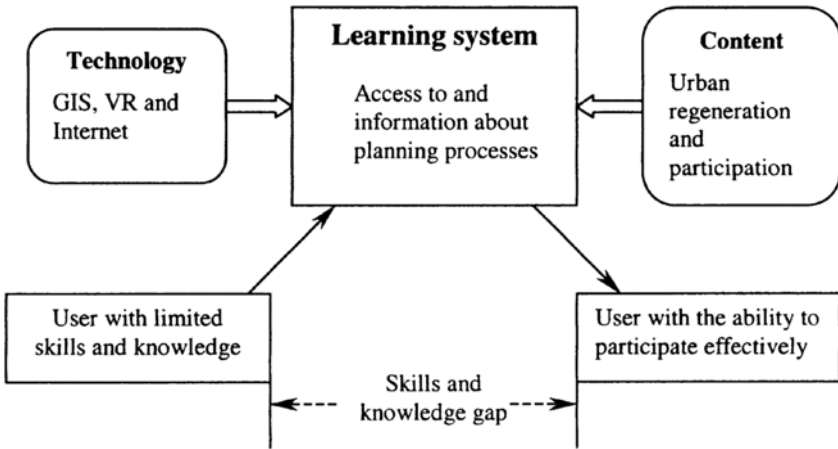 Technology
GIS, VR and
Internet
Learning system
Access to and
information about
planning processes
Content
Urban
regeneration
and
participation
User with limited
skills and knowledge
User with the ability to
participate effectively
Skills and
knowledge gap